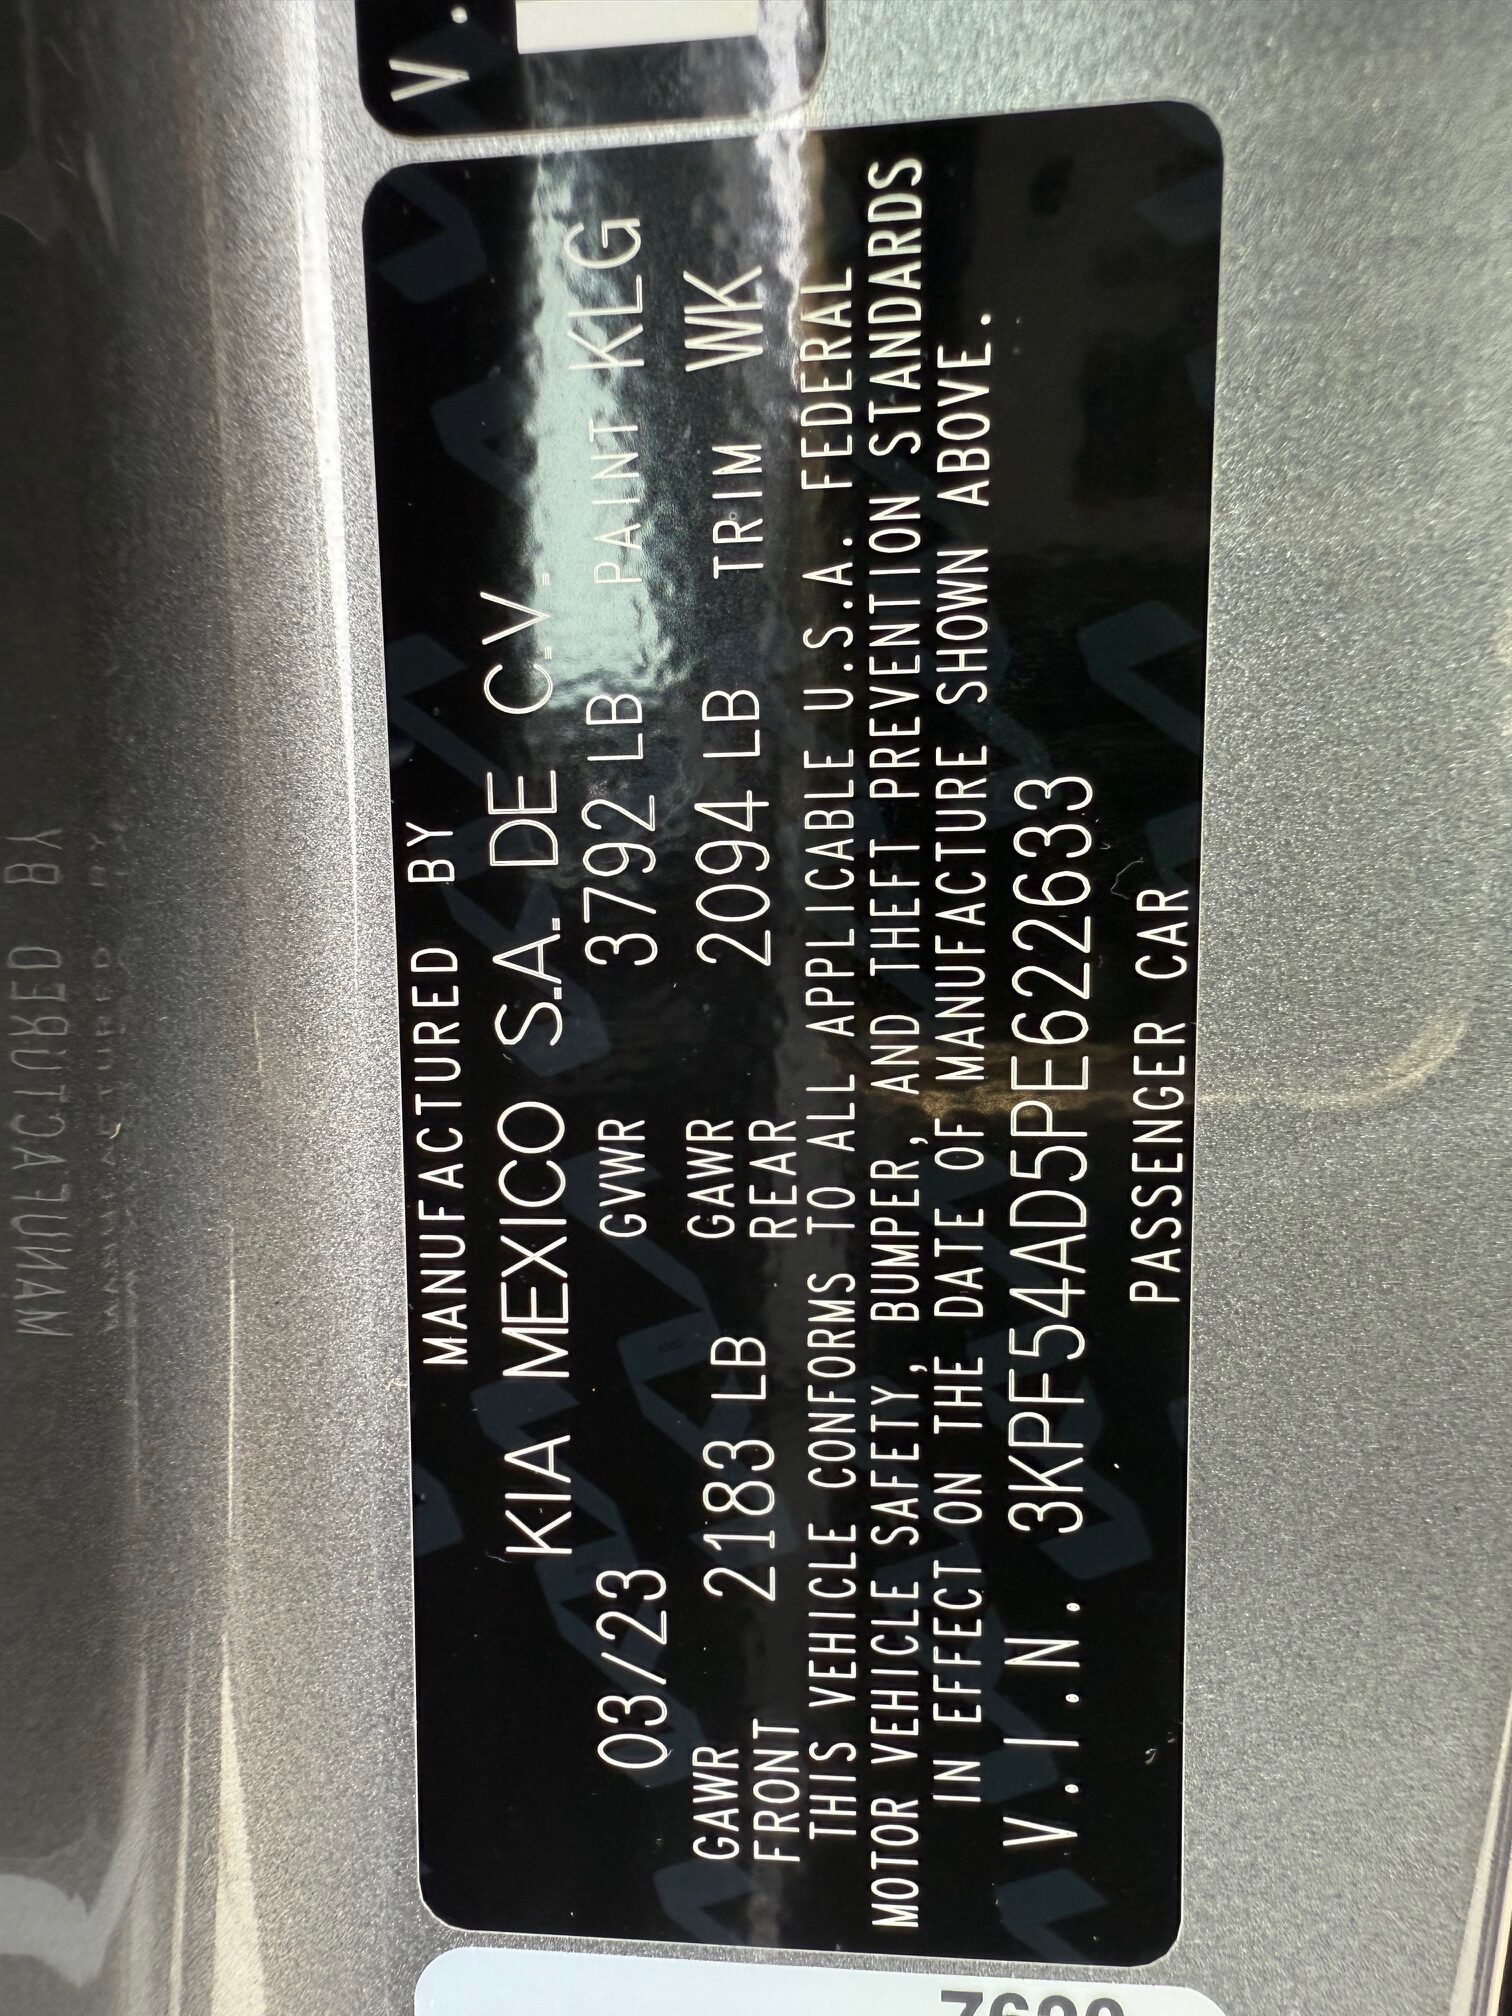 MANUFACTURED BY
KIA MEXICO S.A. DE C.V.
03/23 GVWR 3792 LB PAINT KLG
GAWR FRONT 2183 LB GAWR REAR 2094 LB TRIM WK
THIS VEHICLE CONFORMS TO ALL APPLICABLE U.S.A. FEDERAL
MOTOR VEHICLE SAFETY, BUMPER, AND THEFT PREVENTION STANDARDS
IN EFFECT ON THE DATE OF MANUFACTURE SHOWN ABOVE.
V.I.N. 3KPF54AD5PE622633
PASSENGER CAR
V.